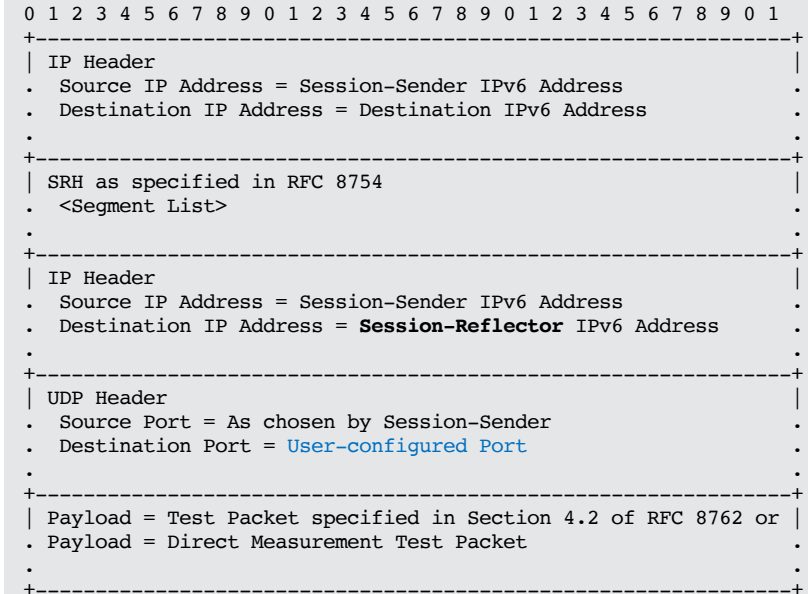 0 1 2 3 4 5 6 7 8 9 0 1 2 3 4 5 6 7 8 9 0 1 2 3 4 5 6 7 8 9 0 1
+---------------------------------------------------------------+
| IP Header                                                     |
.  Source IP Address = Session-Sender IPv6 Address              .
.  Destination IP Address = Destination IPv6 Address            .
.                                                               .
+---------------------------------------------------------------+
| SRH as specified in RFC 8754                                  |
.  <Segment List>                                               .
.                                                               .
+---------------------------------------------------------------+
| IP Header                                                     |
.  Source IP Address = Session-Sender IPv6 Address              .
.  Destination IP Address = Session-Reflector IPv6 Address      .
.                                                               .
+---------------------------------------------------------------+
| UDP Header                                                    |
.  Source Port = As chosen by Session-Sender                    .
.  Destination Port = User-configured Port                      .
.                                                               .
+---------------------------------------------------------------+
| Payload = Test Packet specified in Section 4.2 of RFC 8762 or |
. Payload = Direct Measurement Test Packet                      .
.                                                               .
+---------------------------------------------------------------+